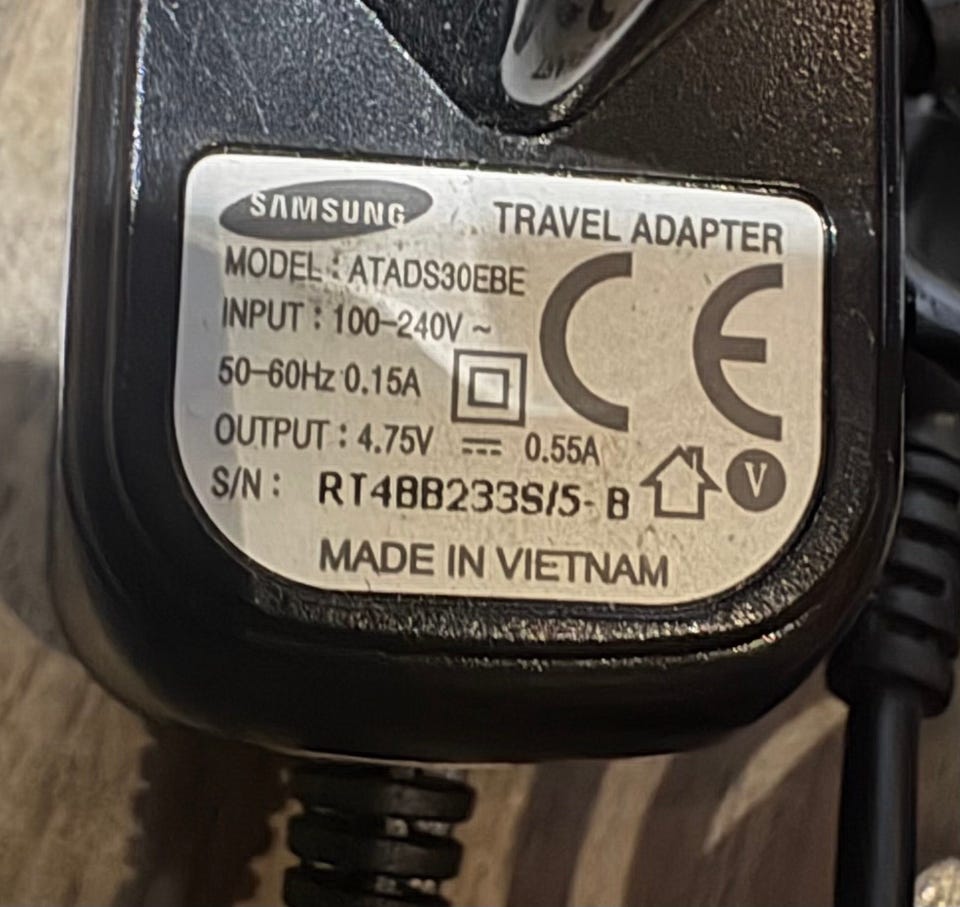 SAMSUNG TRAVEL ADAPTER
MODEL : ATADS30EBE
INPUT : 100-240V ~
50-60Hz 0.15A
OUTPUT : 4.75V ⎓ 0.55A
S/N : RT4BB233S/5-B
V
MADE IN VIETNAM
CE